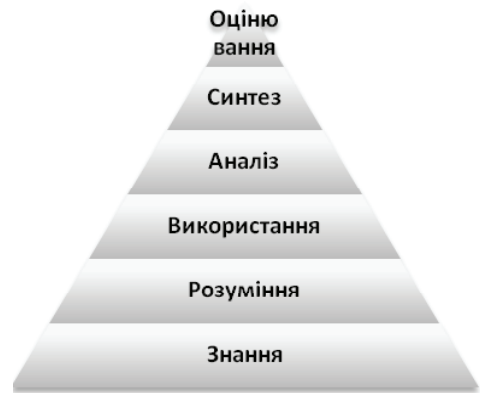 Оціню
вання
Синтез
Аналіз
Використання
Розуміння
Знання